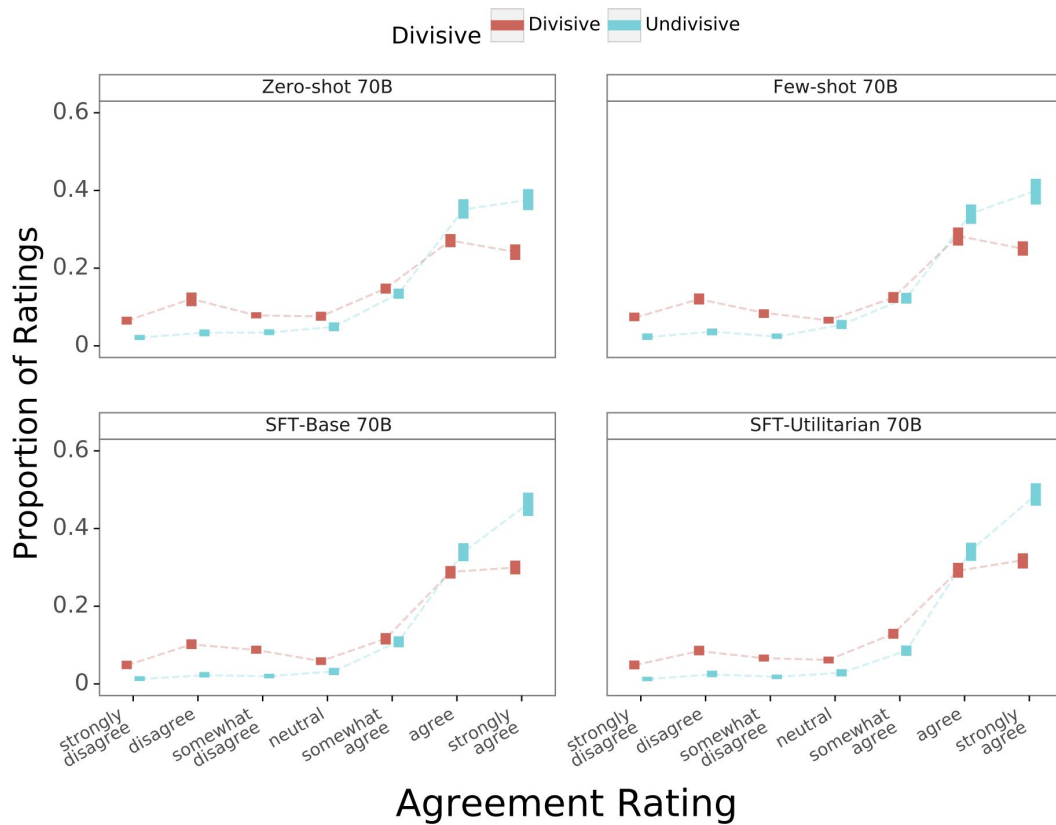 Divisive Divisive Undivisive
Zero-shot 70B Few-shot 70B
0.6
0.4
0.2
0
SFT-Base 70B SFT-Utilitarian 70B
0.6
0.4
0.2
0
Proportion of Ratings
strongly
disagree
disagree
somewhat
disagree
neutral
somewhat
agree
agree
strongly
agree
strongly
disagree
disagree
somewhat
disagree
neutral
somewhat
agree
agree
strongly
agree
Agreement Rating